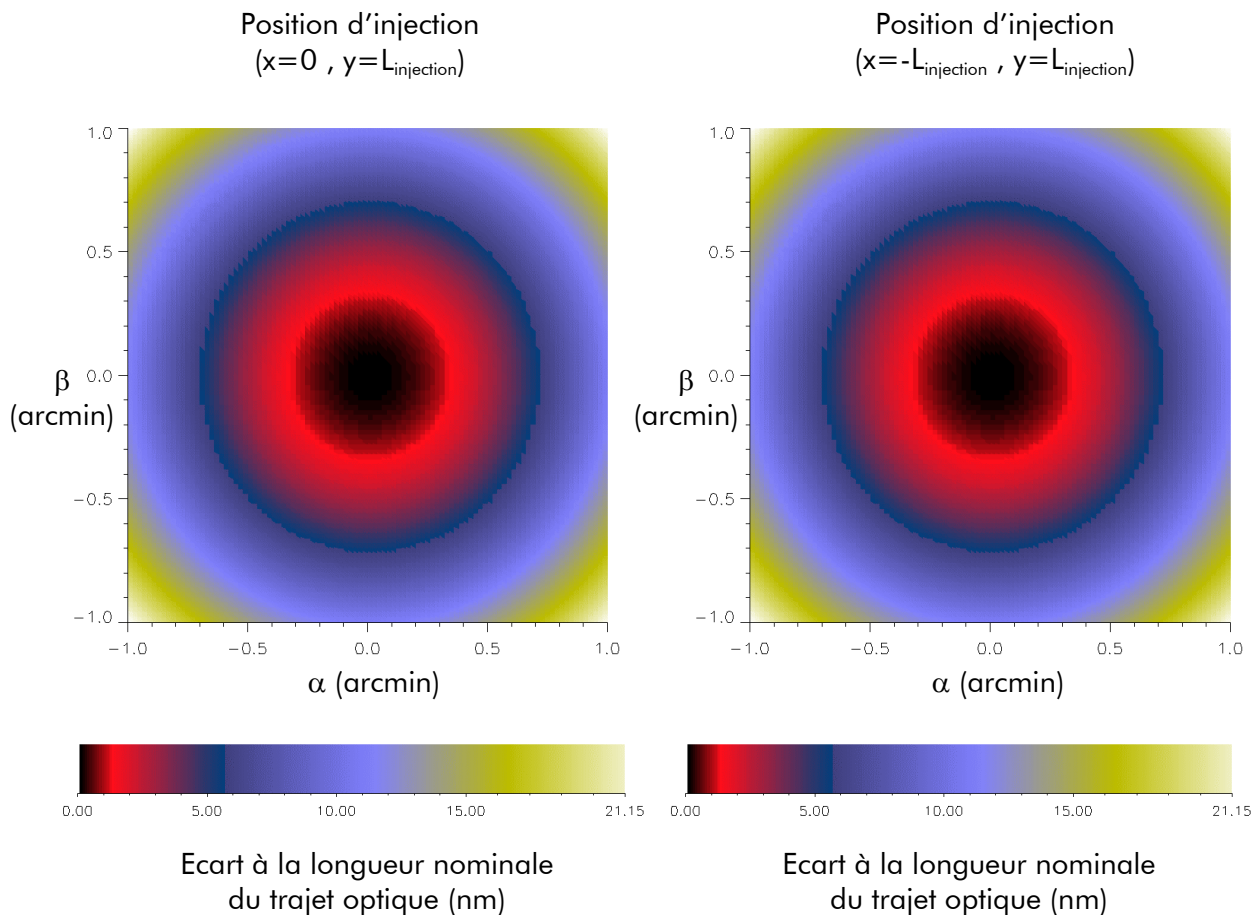 Position d'injection
(x=0 , y=Linjection)
1.0
0.5
β 0.0
(arcmin)
−0.5
−1.0
−1.0 −0.5 0.0 0.5 1.0
α (arcmin)
0.00 5.00 10.00 15.00 21.15
Ecart à la longueur nominale
du trajet optique (nm)
Position d'injection
(x=-Linjection , y=Linjection)
1.0
0.5
β 0.0
(arcmin)
−0.5
−1.0
−1.0 −0.5 0.0 0.5 1.0
α (arcmin)
0.00 5.00 10.00 15.00 21.15
Ecart à la longueur nominale
du trajet optique (nm)